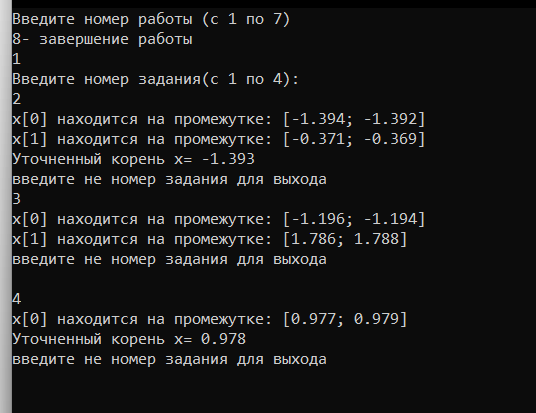 Введите номер работы (с 1 по 7)
8- завершение работы
1
Введите номер задания(с 1 по 4):
2
x[0] находится на промежутке: [-1.394; -1.392]
x[1] находится на промежутке: [-0.371; -0.369]
Уточненный корень x= -1.393
введите не номер задания для выхода
3
x[0] находится на промежутке: [-1.196; -1.194]
x[1] находится на промежутке: [1.786; 1.788]
введите не номер задания для выхода
4
x[0] находится на промежутке: [0.977; 0.979]
Уточненный корень x= 0.978
введите не номер задания для выхода